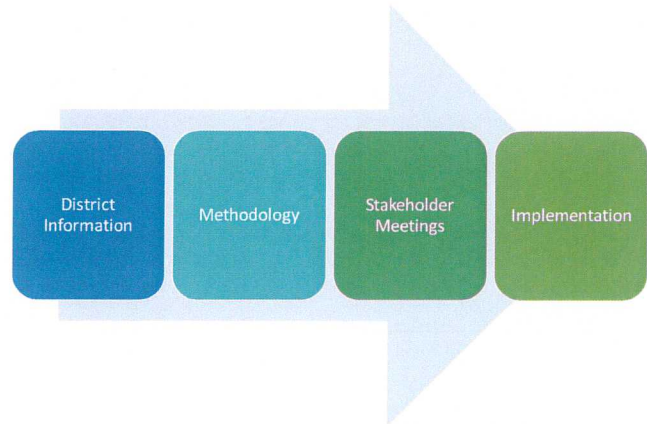 District
Information
Methodology
Stakeholder
Meetings
Implementation